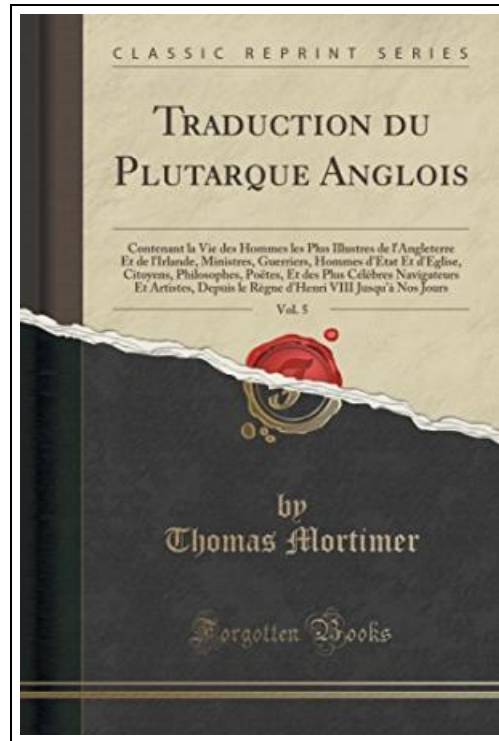 CLASSIC REPRINT SERIES
TRADUCTION DU
PLUTARQUE ANGLOIS
Contenant la Vie des Hommes les Plus Illustres de l'Angleterre
Et de l'Irlande, Ministres, Guerriers, Hommes d'Etat Et d'Eglise,
Citoyens, Philosophes, Poëtes, Et des Plus Célèbres Navigateurs
Et Artistes, Depuis le Règne d'Henri VIII Jusqu'à Nos Jours
Vol. 5
by
Thomas Mortimer
Forgotten Books